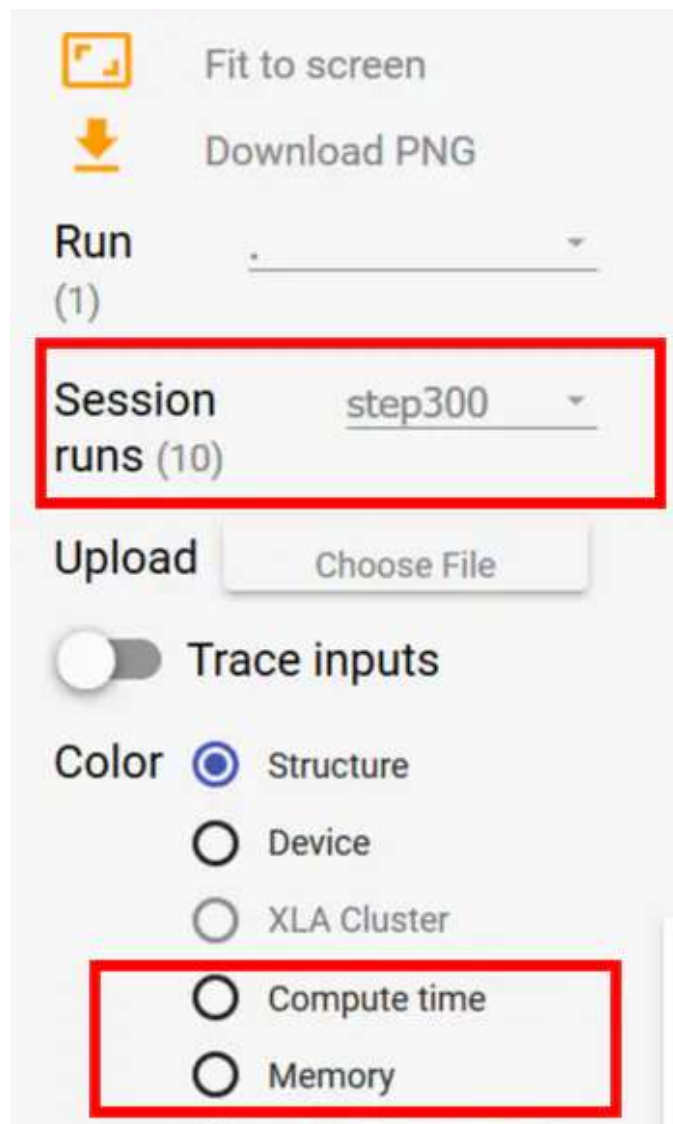 Fit to screen
Download PNG
Run .
(1)
Session step300
runs (10)
Upload Choose File
Trace inputs
Color Structure
Device
XLA Cluster
Compute time
Memory